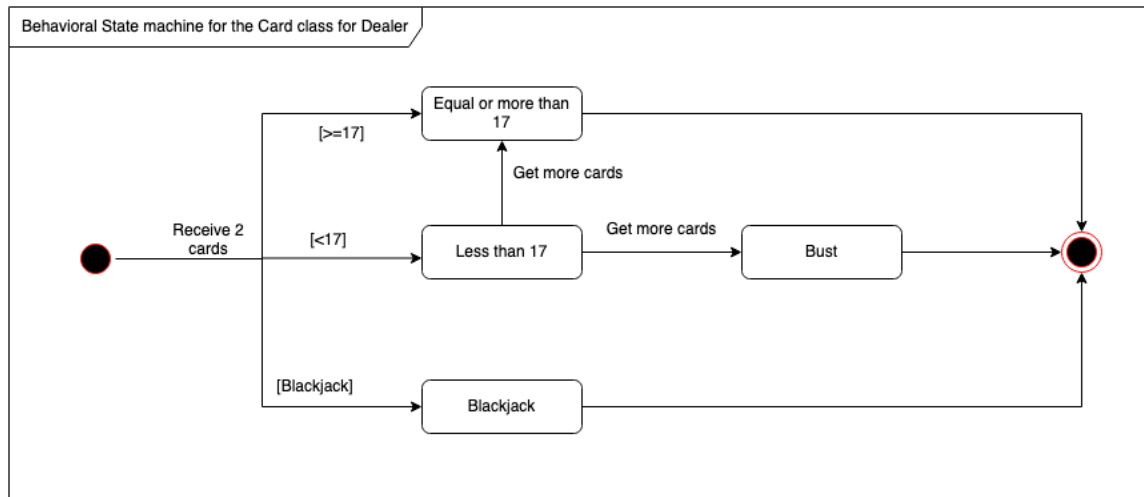 Behavioral State machine for the Card class for Dealer
Equal or more than
17
[>=17]
Get more cards
Receive 2
cards
[<17]
Less than 17
Get more cards
Bust
[Blackjack]
Blackjack